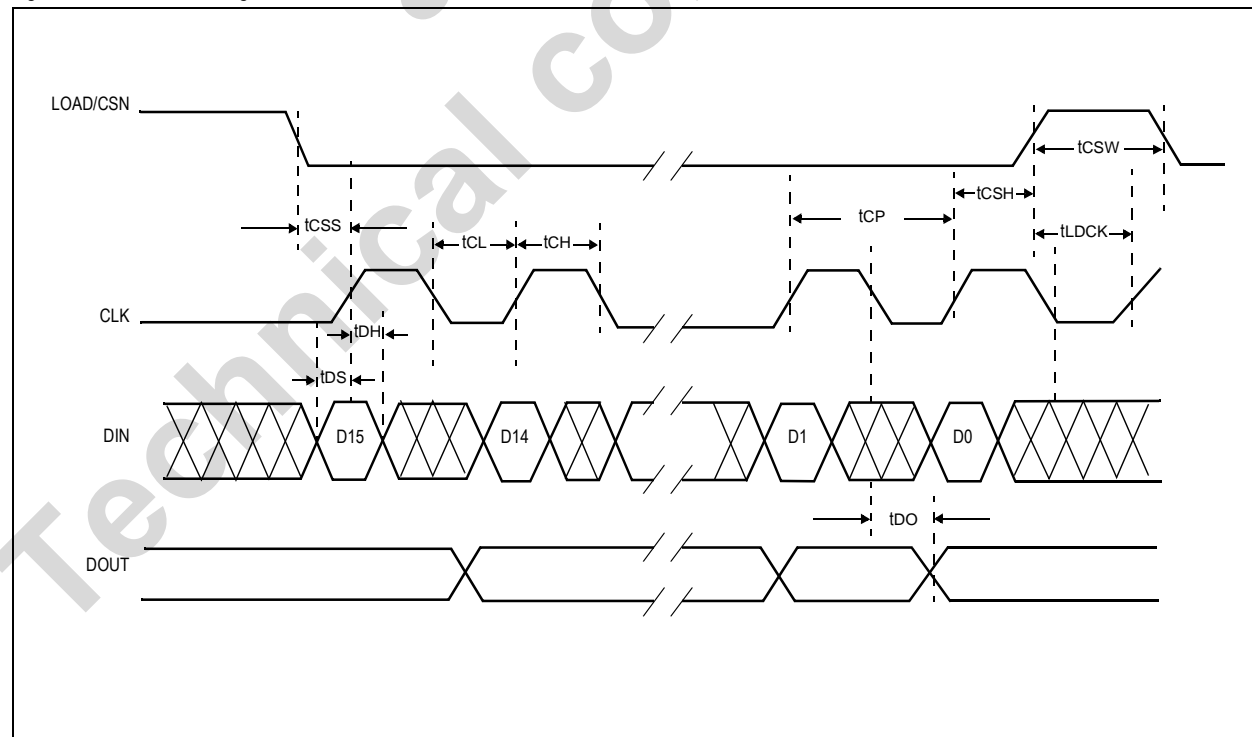 LOAD/CSN
tCSW
tCSH
tCP
tCSS
tCL
tCH
tLDCK
CLK
tDH
tDS
DIN
D15
D14
D1
D0
tDO
DOUT
Technical co